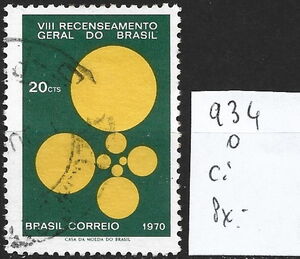 VIII RECENSEAMENTO
GERAL DO BRASIL
20 CTS
BRASIL CORREIO 1970
CASA DA MOEDA DO BRASIL
934